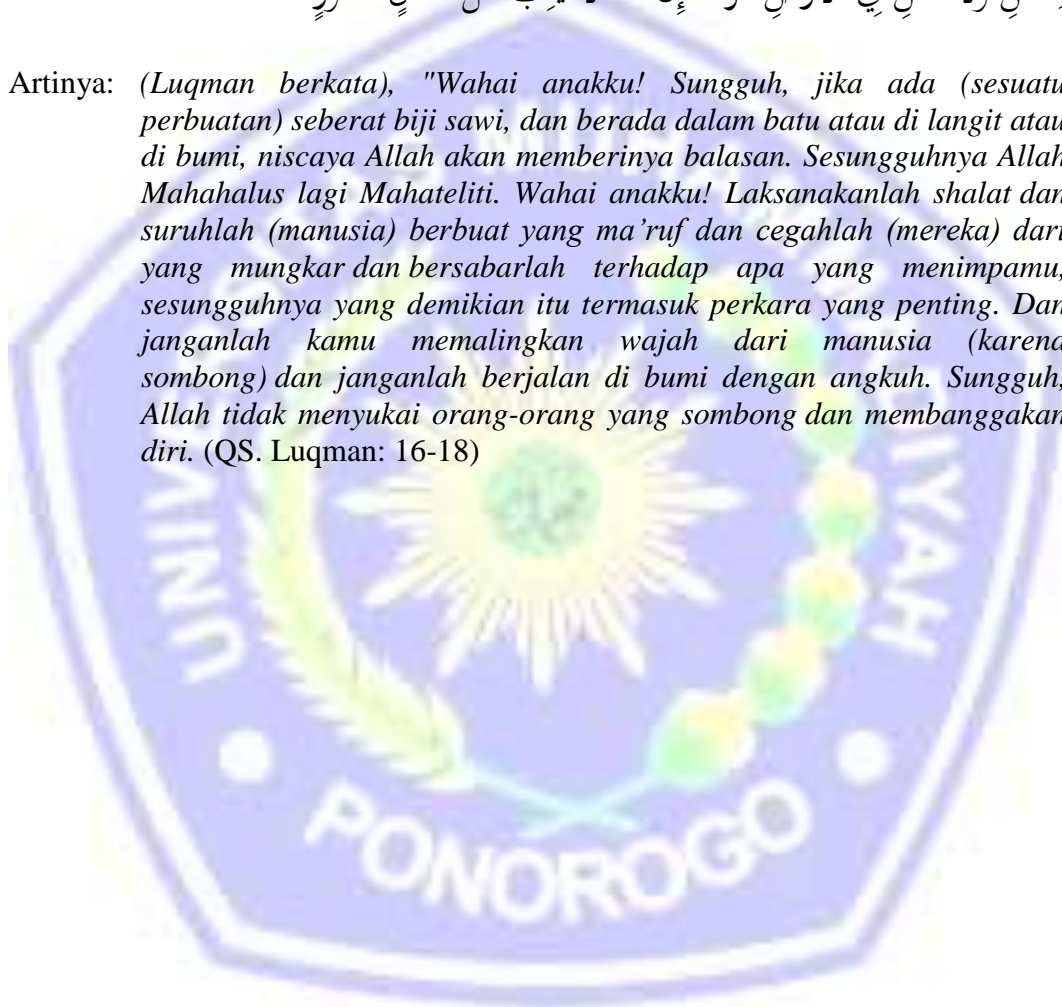 Artinya: (Luqman berkata), "Wahai anakku! Sungguh, jika ada (sesuatu
perbuatan) seberat biji sawi, dan berada dalam batu atau di langit atau
di bumi, niscaya Allah akan memberinya balasan. Sesungguhnya Allah
Mahahalus lagi Mahateliti. Wahai anakku! Laksanakanlah shalat dan
suruhlah (manusia) berbuat yang ma’ruf dan cegahlah (mereka) dari
yang mungkar dan bersabarlah terhadap apa yang menimpamu,
sesungguhnya yang demikian itu termasuk perkara yang penting. Dan
janganlah kamu memalingkan wajah dari manusia (karena
sombong) dan janganlah berjalan di bumi dengan angkuh. Sungguh,
Allah tidak menyukai orang-orang yang sombong dan membanggakan
diri. (QS. Luqman: 16-18)
PONOROGO